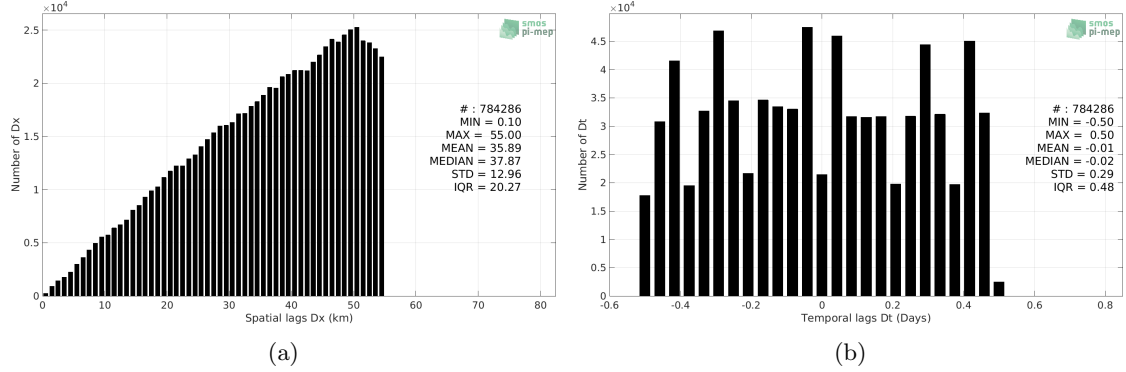 ×10⁴
2.5
2
1.5
1
0.5
0
Number of Dx
smos
pi-mep
# : 784286
MIN = 0.10
MAX = 55.00
MEAN = 35.89
MEDIAN = 37.87
STD = 12.96
IQR = 20.27
0 10 20 30 40 50 60 70 80
Spatial lags Dx (km)
(a)
×10⁴
4.5
4
3.5
3
2.5
2
1.5
1
0.5
0
Number of Dt
smos
pi-mep
# : 784286
MIN = -0.50
MAX = 0.50
MEAN = -0.01
MEDIAN = -0.02
STD = 0.29
IQR = 0.48
-0.6 -0.4 -0.2 0 0.2 0.4 0.6 0.8
Temporal lags Dt (Days)
(b)